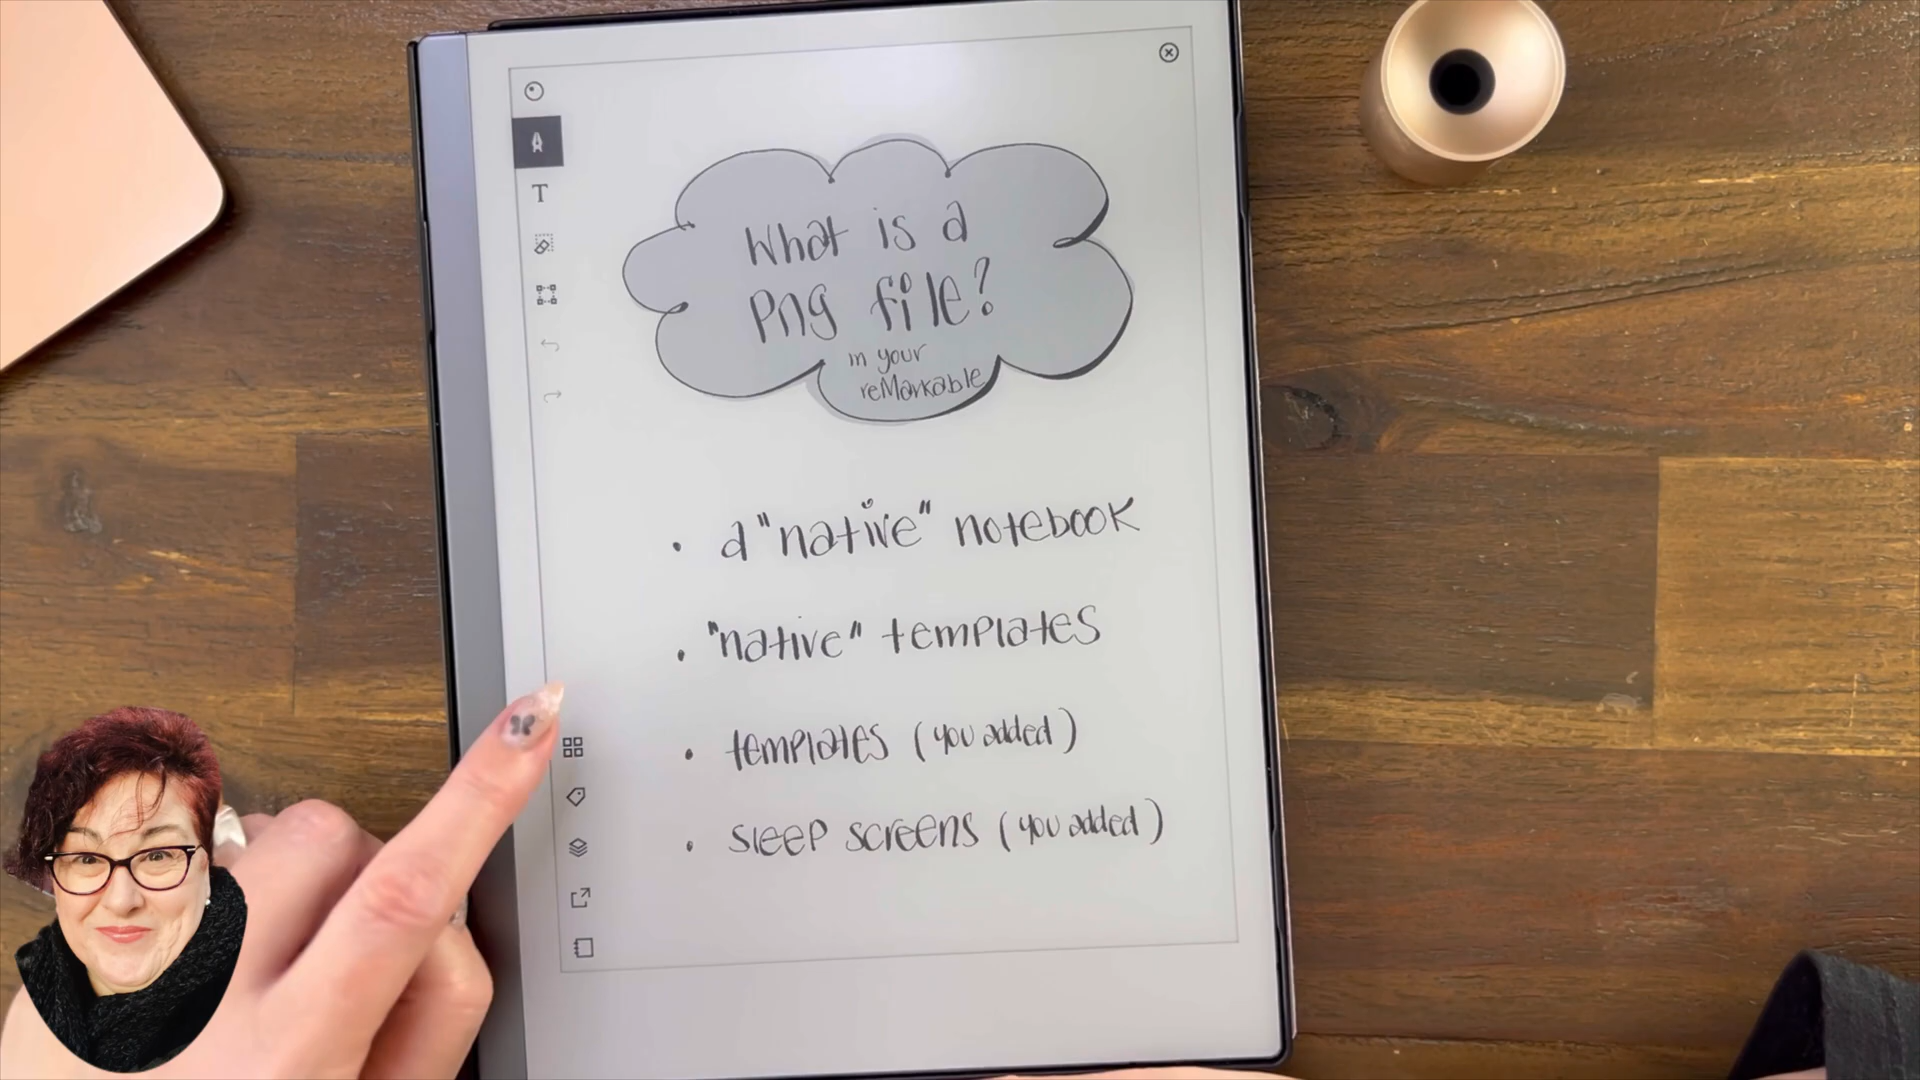 T
What is a
png file?
in your
reMarkable
• a "native" notebook
• "native" templates
• templates (you added)
• sleep screens (you added)